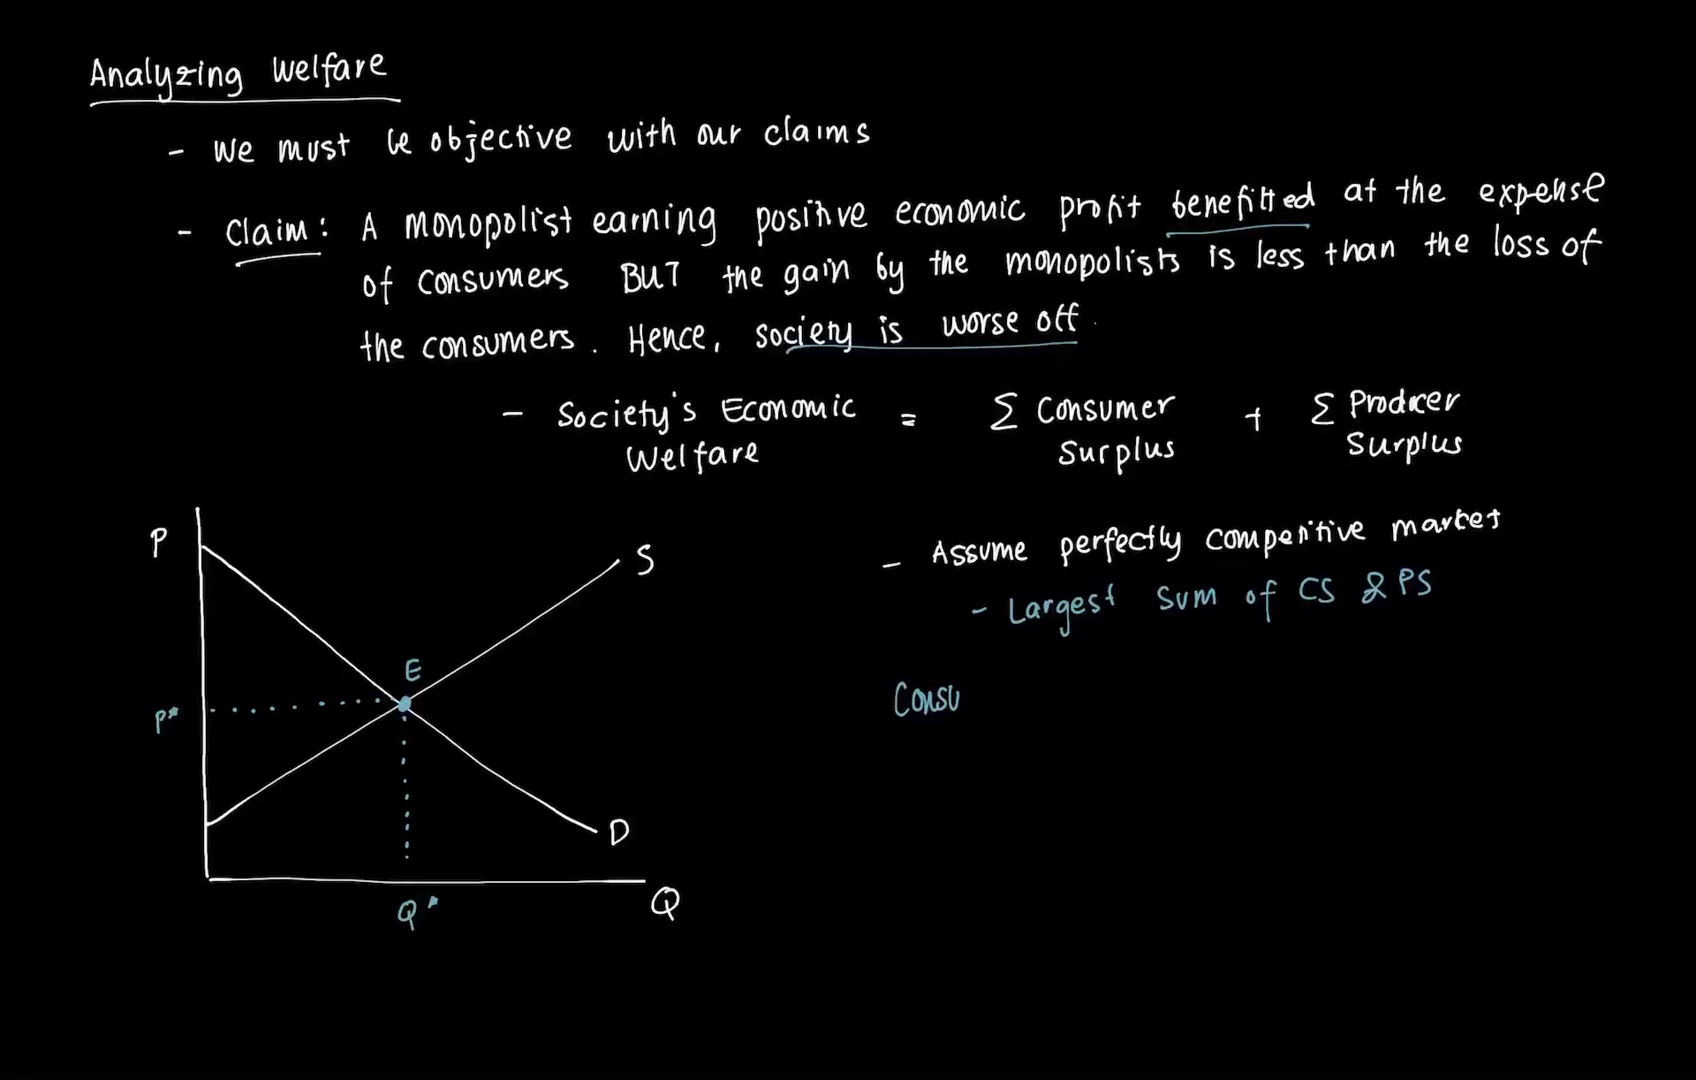 Analyzing Welfare
- We must be objective with our claims
- Claim: A monopolist earning positive economic profit benefitted at the expense
of consumers BUT the gain by the monopolists is less than the loss of
the consumers. Hence, society is worse off.
- Society's Economic Welfare = Σ Consumer Surplus + Σ Producer Surplus
- Assume perfectly competitive market
- Largest sum of CS & PS
Consu
P
S
E
P*
D
Q*
Q